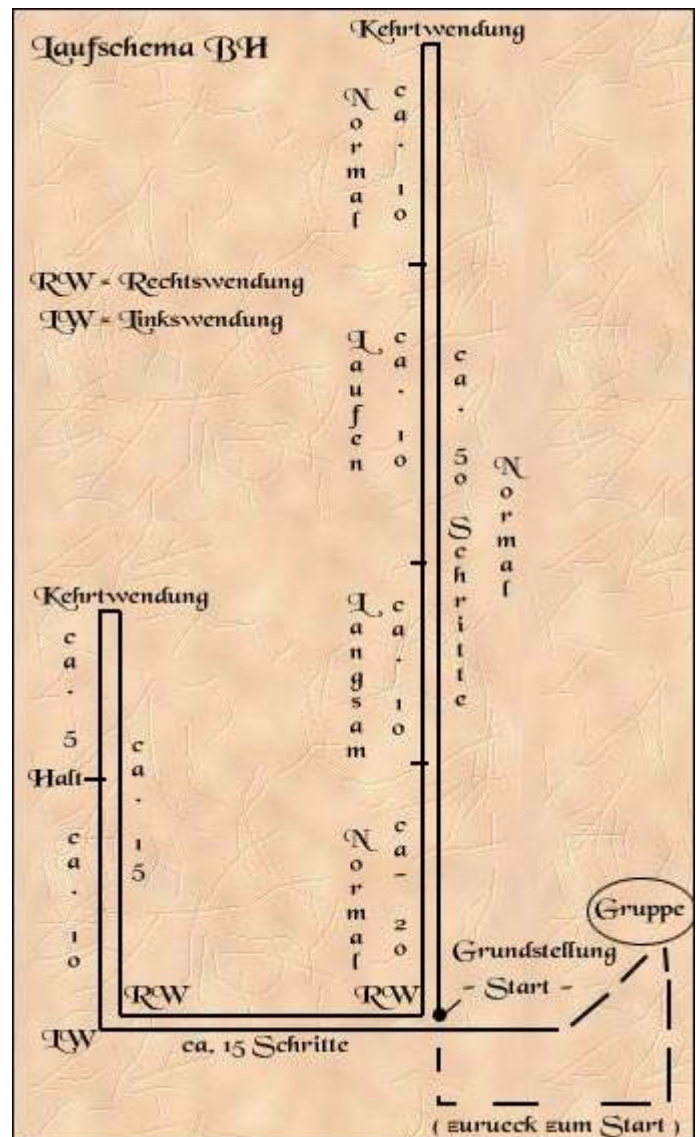 Laufschema BH
Kehrtwendung
Normal
ca. 10
RW = Rechtswendung
LW = Linkswendung
Laufen
ca. 10
ca. 50 Schritte
Normal
Kehrtwendung
ca. 5
Langsam
ca. 10
Halt
ca. 15
ca. 10
Normal
ca- 20
Gruppe
Grundstellung
- Start -
RW
RW
LW
ca. 15 Schritte
( zurueck zum Start )